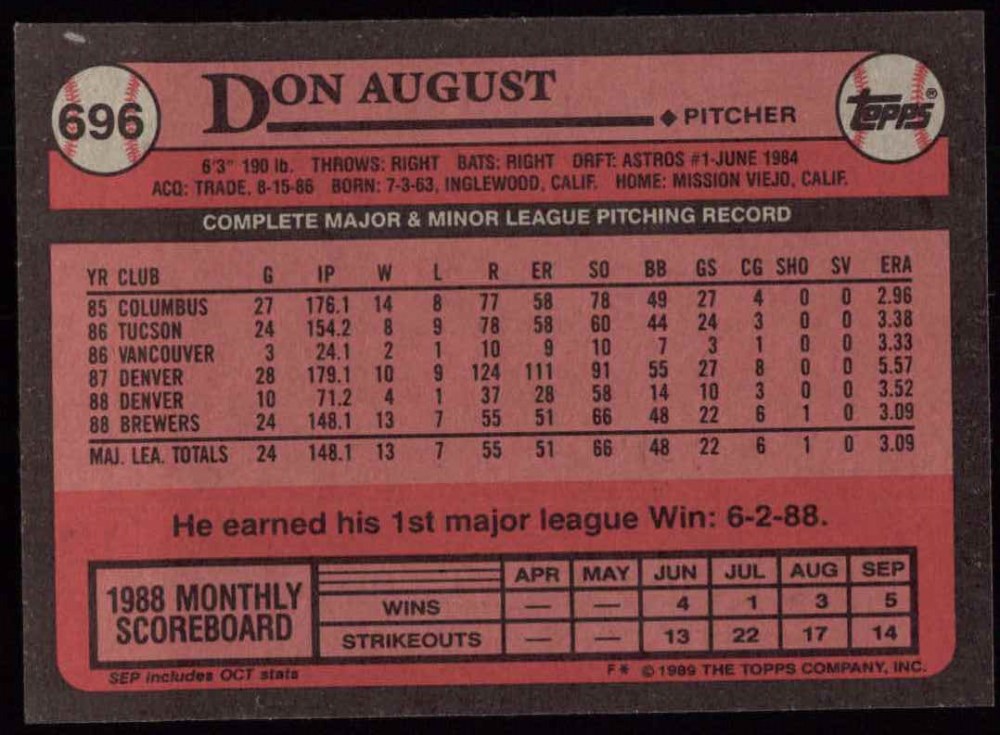 696
DON AUGUST
PITCHER
TOPPS®
6'3" 190 lb. THROWS: RIGHT BATS: RIGHT DRFT: ASTROS #1-JUNE 1984
ACQ: TRADE, 8-15-86 BORN: 7-3-63, INGLEWOOD, CALIF. HOME: MISSION VIEJO, CALIF.
COMPLETE MAJOR & MINOR LEAGUE PITCHING RECORD
YR CLUB G IP W L R ER SO BB GS CG SHO SV ERA
85 COLUMBUS 27 176.1 14 8 77 58 78 49 27 4 0 0 2.96
86 TUCSON 24 154.2 8 9 78 58 60 44 24 3 0 0 3.38
86 VANCOUVER 3 24.1 2 1 10 9 10 7 3 1 0 0 3.33
87 DENVER 28 179.1 10 9 124 111 91 55 27 8 0 0 5.57
88 DENVER 10 71.2 4 1 37 28 58 14 10 3 0 0 3.52
88 BREWERS 24 148.1 13 7 55 51 66 48 22 6 1 0 3.09
MAJ. LEA. TOTALS 24 148.1 13 7 55 51 66 48 22 6 1 0 3.09
He earned his 1st major league Win: 6-2-88.
1988 MONTHLY SCOREBOARD
APR MAY JUN JUL AUG SEP
WINS — — 4 1 3 5
STRIKEOUTS — — 13 22 17 14
SEP includes OCT stats
F* © 1989 THE TOPPS COMPANY, INC.